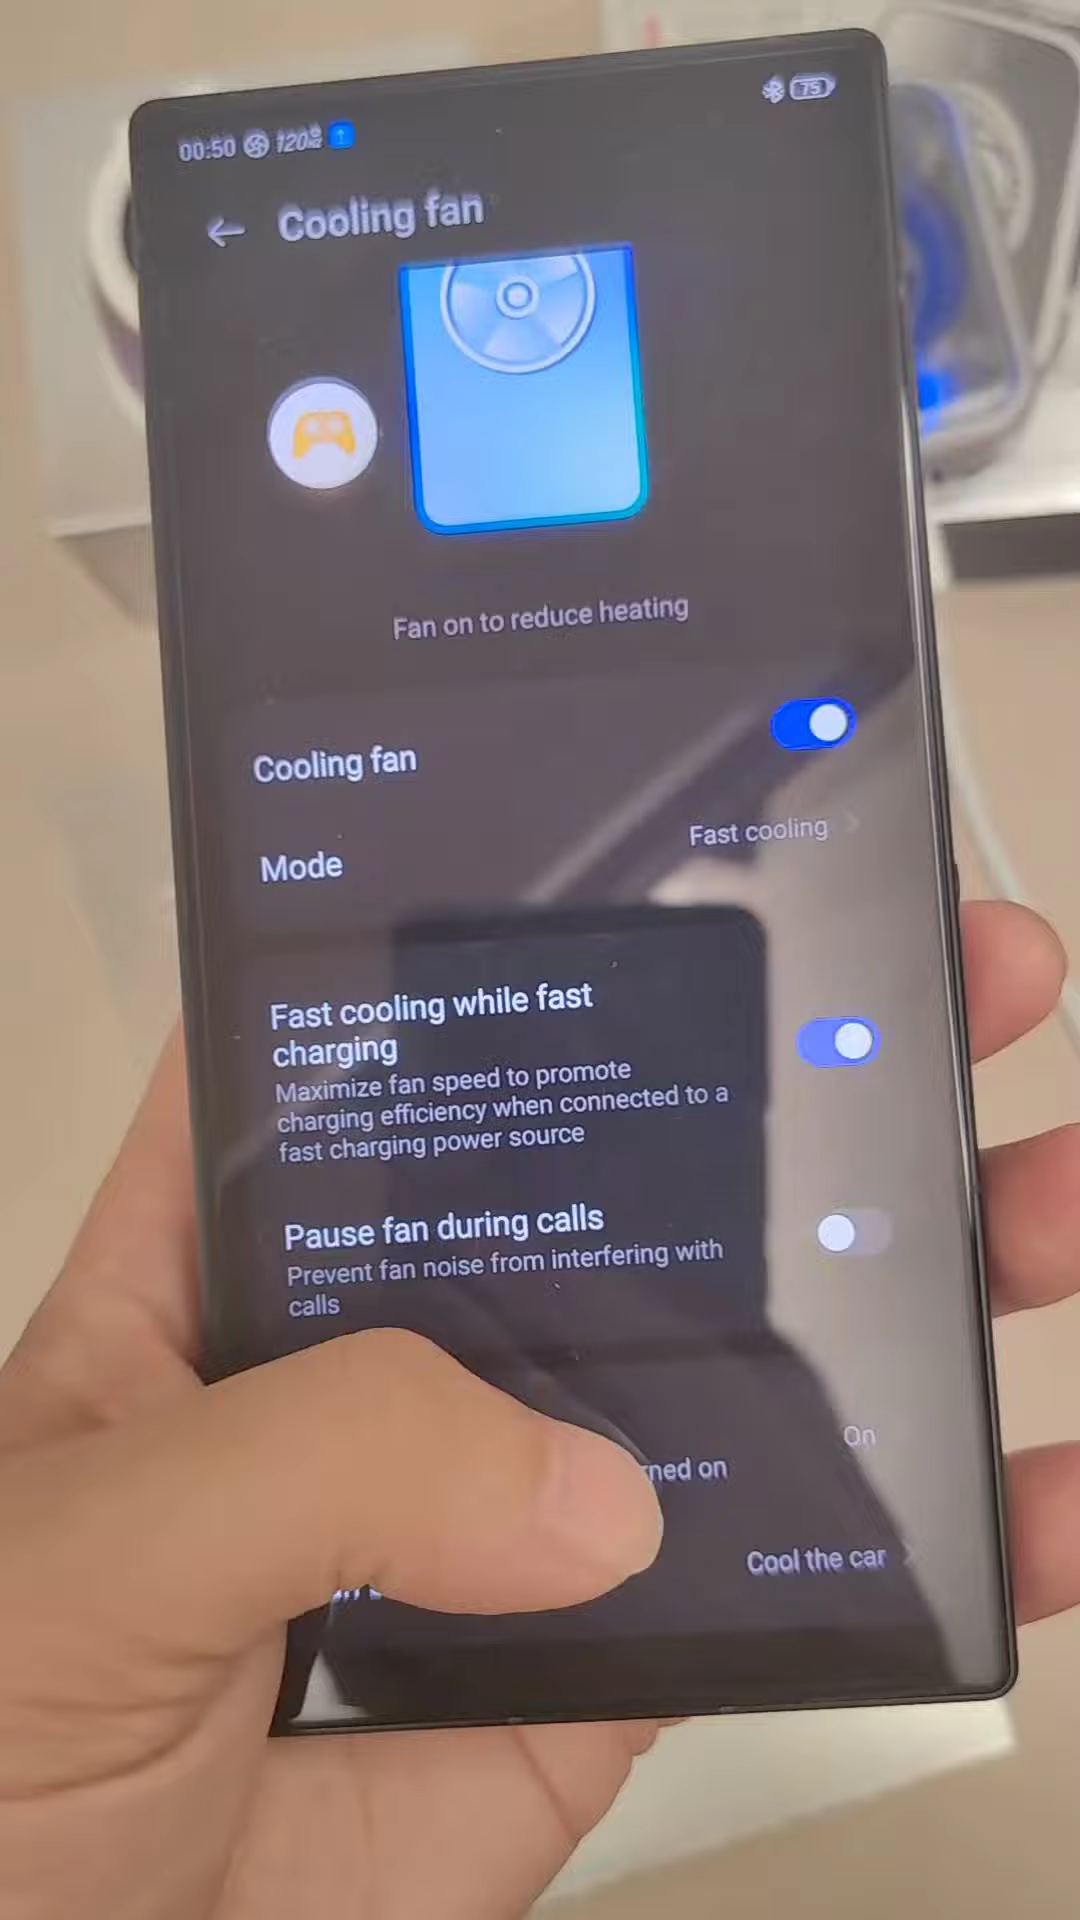 00:50 120Hz 75
Cooling fan
Fan on to reduce heating
Cooling fan
Mode Fast cooling
Fast cooling while fast
charging
Maximize fan speed to promote
charging efficiency when connected to a
fast charging power source
Pause fan during calls
Prevent fan noise from interfering with
calls
On
ned on
Cool the car